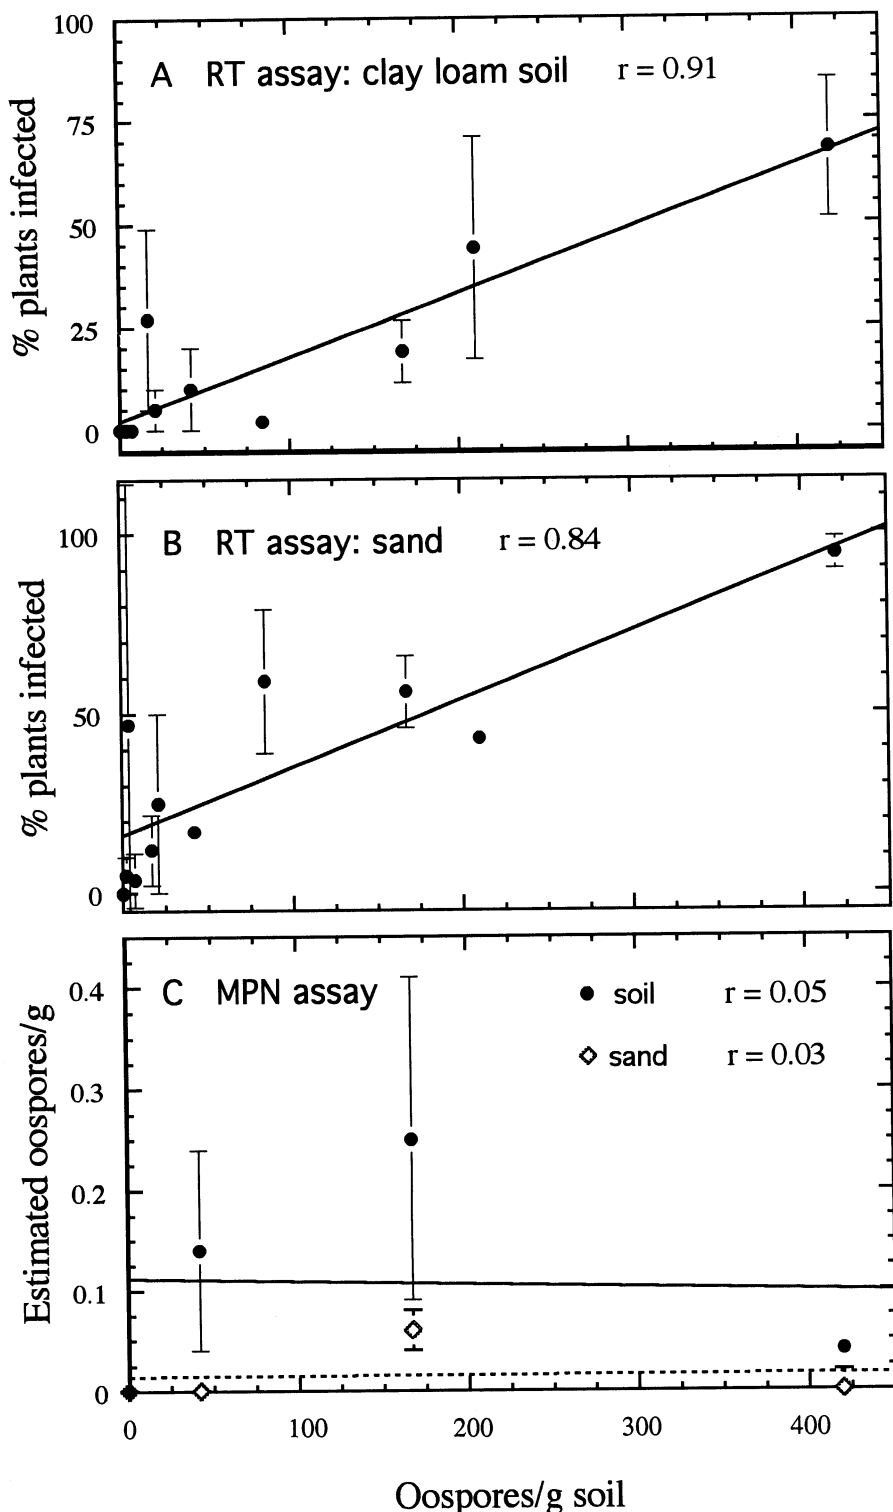 100
A RT assay: clay loam soil r = 0.91
75
50
25
0
% plants infected
B RT assay: sand r = 0.84
100
50
0
% plants infected
C MPN assay
soil r = 0.05
sand r = 0.03
0.4
0.3
0.2
0.1
0
Estimated oospores/g
0 100 200 300 400
Oospores/g soil